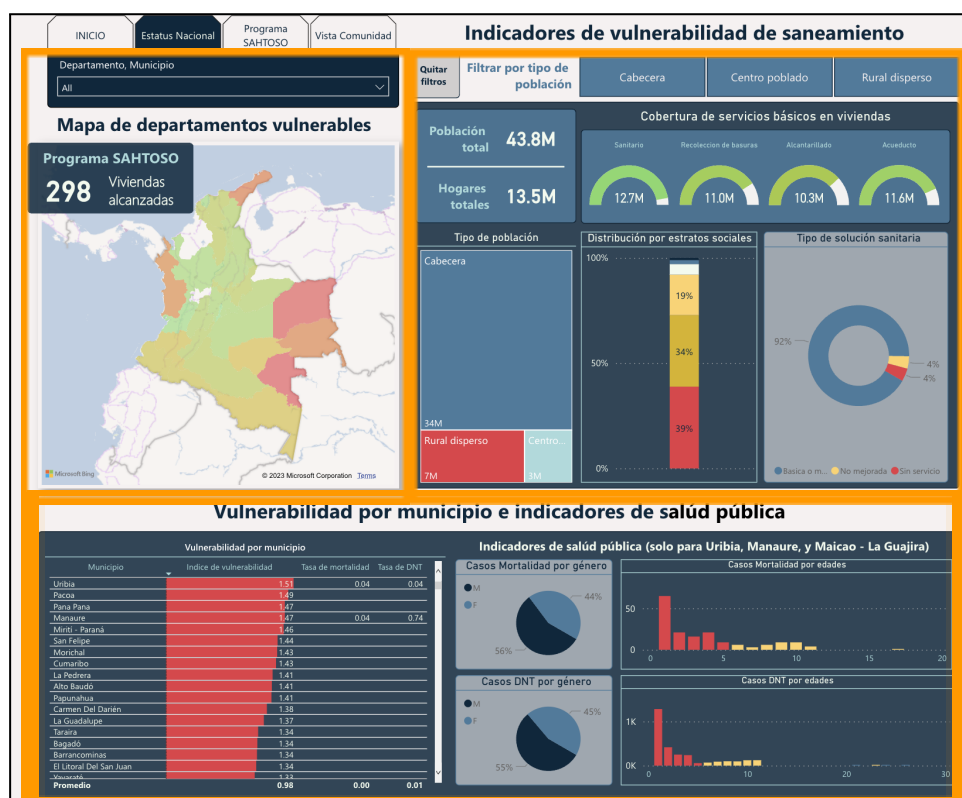 INICIO
Estatus Nacional
Programa
SAHTOSO
Vista Comunidad
Indicadores de vulnerabilidad de saneamiento
Departamento, Municipio
All
Quitar
filtros
Filtrar por tipo de
población
Cabecera
Centro poblado
Rural disperso
Mapa de departamentos vulnerables
Programa SAHTOSO
298
Viviendas
alcanzadas
Microsoft Bing
© 2023 Microsoft Corporation Terms
Población
total
43.8M
Hogares
totales
13.5M
Cobertura de servicios básicos en viviendas
Sanitario
Recoleccion de basuras
Alcantarillado
Acueducto
12.7M
11.0M
10.3M
11.6M
Tipo de población
Cabecera
34M
Rural disperso
7M
Centro...
3M
Distribución por estratos sociales
100%
50%
0%
19%
34%
39%
Tipo de solución sanitaria
92%
4%
4%
Basica o m...
No mejorada
Sin servicio
Vulnerabilidad por municipio e indicadores de salúd pública
Vulnerabilidad por municipio
Municipio Indice de vulnerabilidad Tasa de mortalidad Tasa de DNT
Uribia 1.51 0.04 0.04
Pacoa 1.49
Pana Pana 1.47
Manaure 1.47 0.04 0.74
Miriti - Paraná 1.46
San Felipe 1.44
Morichal 1.43
Cumaribo 1.43
La Pedrera 1.41
Alto Baudó 1.41
Papunahua 1.41
Carmen Del Darién 1.38
La Guadalupe 1.37
Taraira 1.34
Bagadó 1.34
Barrancominas 1.34
El Litoral Del San Juan 1.34
Yavaraté 1.33
Promedio 0.98 0.00 0.01
Indicadores de salúd pública (solo para Uribia, Manaure, y Maicao - La Guajira)
Casos Mortalidad por género
M
F
44%
56%
Casos Mortalidad por edades
50
0
0 5 10 15 20
Casos DNT por género
M
F
45%
55%
Casos DNT por edades
1K
0K
0 10 20 30